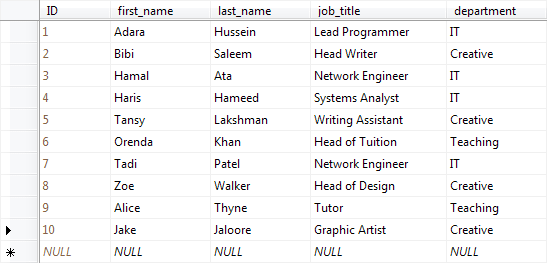 ID first_name last_name job_title department
1 Adara Hussein Lead Programmer IT
2 Bibi Saleem Head Writer Creative
3 Hamal Ata Network Engineer IT
4 Haris Hameed Systems Analyst IT
5 Tansy Lakshman Writing Assistant Creative
6 Orenda Khan Head of Tuition Teaching
7 Tadi Patel Network Engineer IT
8 Zoe Walker Head of Design Creative
9 Alice Thyne Tutor Teaching
10 Jake Jaloore Graphic Artist Creative
NULL NULL NULL NULL NULL